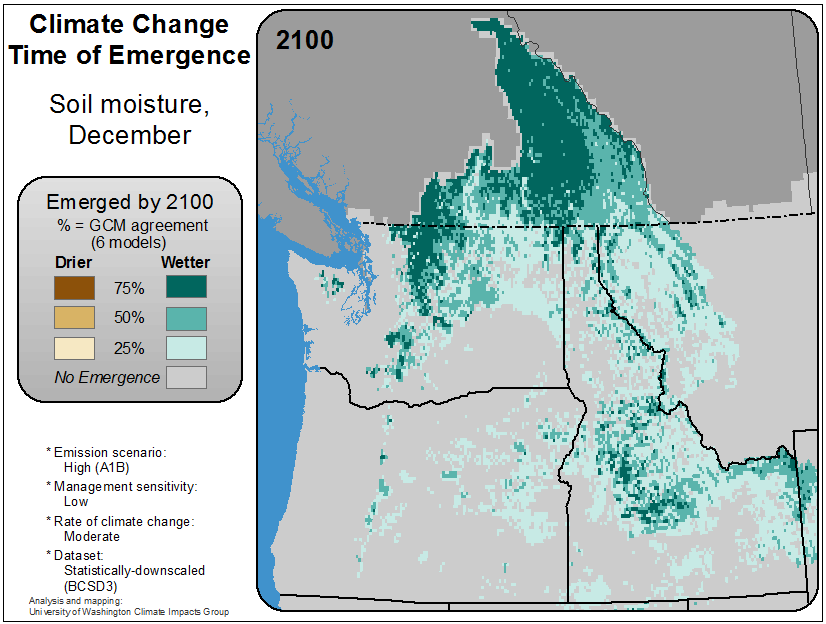 Climate Change
Time of Emergence
Soil moisture,
December
Emerged by 2100
% = GCM agreement
(6 models)
Drier Wetter
75%
50%
25%
No Emergence
* Emission scenario:
High (A1B)
* Management sensitivity:
Low
* Rate of climate change:
Moderate
* Dataset:
Statistically-downscaled
(BCSD3)
Analysis and mapping:
University of Washington Climate Impacts Group
2100